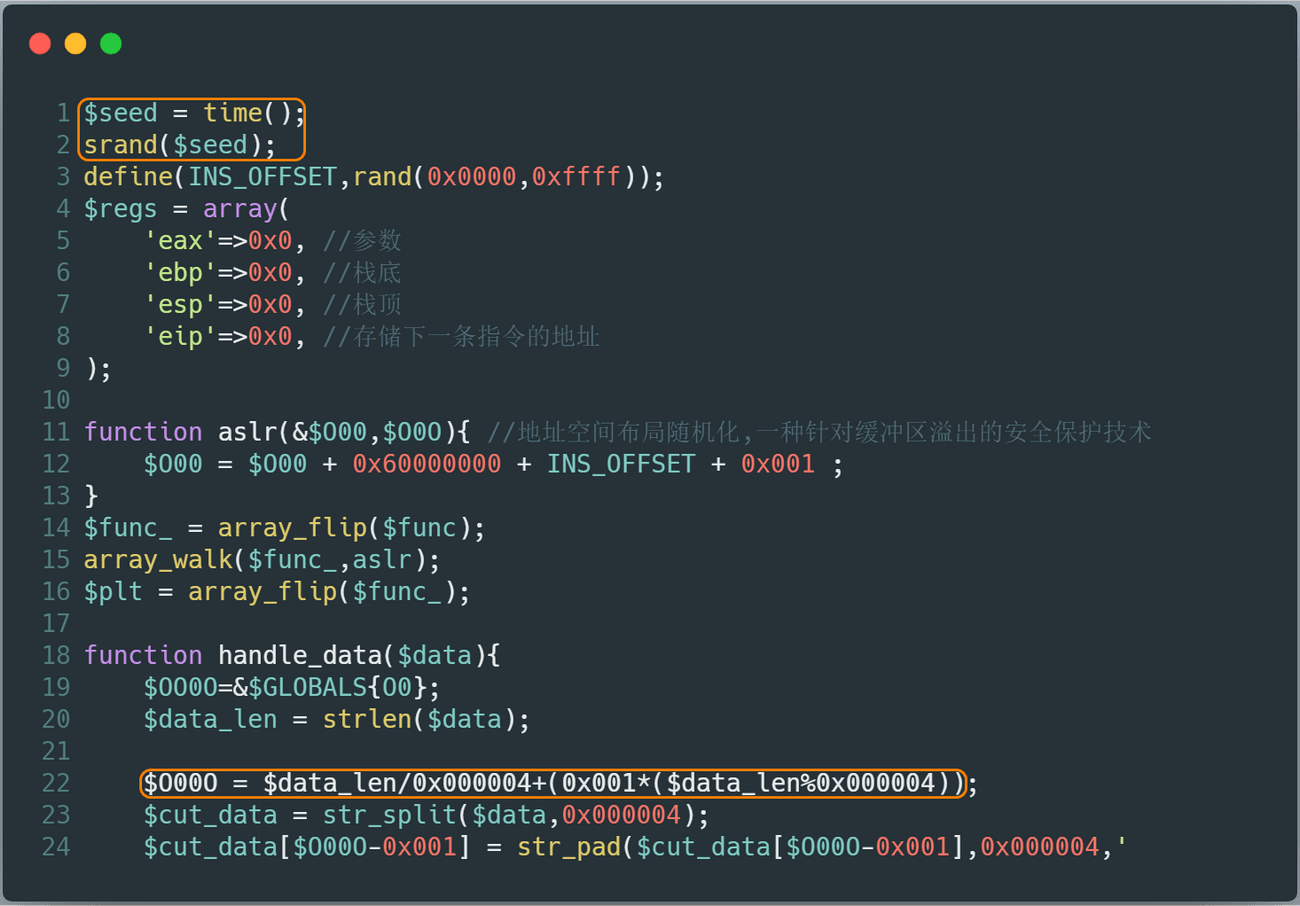 1 $seed = time();
2 srand($seed);
3 define(INS_OFFSET,rand(0x0000,0xffff));
4 $regs = array(
5     'eax'=>0x0, //参数
6     'ebp'=>0x0, //栈底
7     'esp'=>0x0, //栈顶
8     'eip'=>0x0, //存储下一条指令的地址
9 );
10
11 function aslr(&$O00,$O0O){ //地址空间布局随机化,一种针对缓冲区溢出的安全保护技术
12     $O00 = $O00 + 0x60000000 + INS_OFFSET + 0x001 ;
13 }
14 $func_ = array_flip($func);
15 array_walk($func_,aslr);
16 $plt = array_flip($func_);
17
18 function handle_data($data){
19     $OO0O=&$GLOBALS{O0};
20     $data_len = strlen($data);
21
22     $O00O = $data_len/0x000004+(0x001*($data_len%0x000004));
23     $cut_data = str_split($data,0x000004);
24     $cut_data[$O00O-0x001] = str_pad($cut_data[$O00O-0x001],0x000004,'